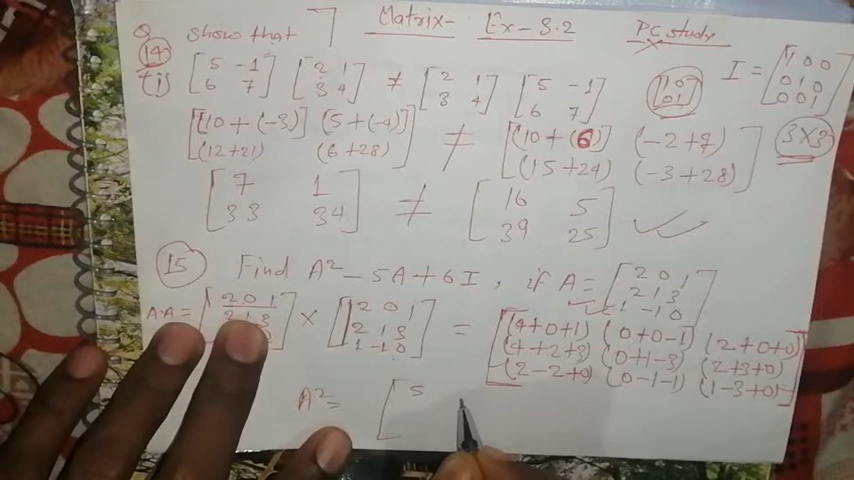 Matrix- Ex-3.2 PC study
Q show that
14 (i) [5 -1 [2 1 ≠ [2 1 [5 -1 [1 0 I = [1 0 0
6 7] 3 4] 3 4] 6 7] 0 1] 0 1 0
0 0 1]
[(10+(-3)) (5+(-4)) ≠ [(10+(6)) (-2+7) 3×3
(12+21) (6+28)] (15+24) (-3+28)]
[7 1 ≠ [16 5
33 34] 39 25]
15 Find A²-5A+6I, if A = [2 0 1
2 1 3
1 -1 0]
A·A = [2 0 1 × [2 0 1 = [(4+0+1) (0+0-1) (2+0+0)
2 1 3 2 1 3 (4+2+3) (0+1-3) (2+3+0)
1 -1 0] (2-2+0) (0-1-1) (1-3+0)]
A² = [5